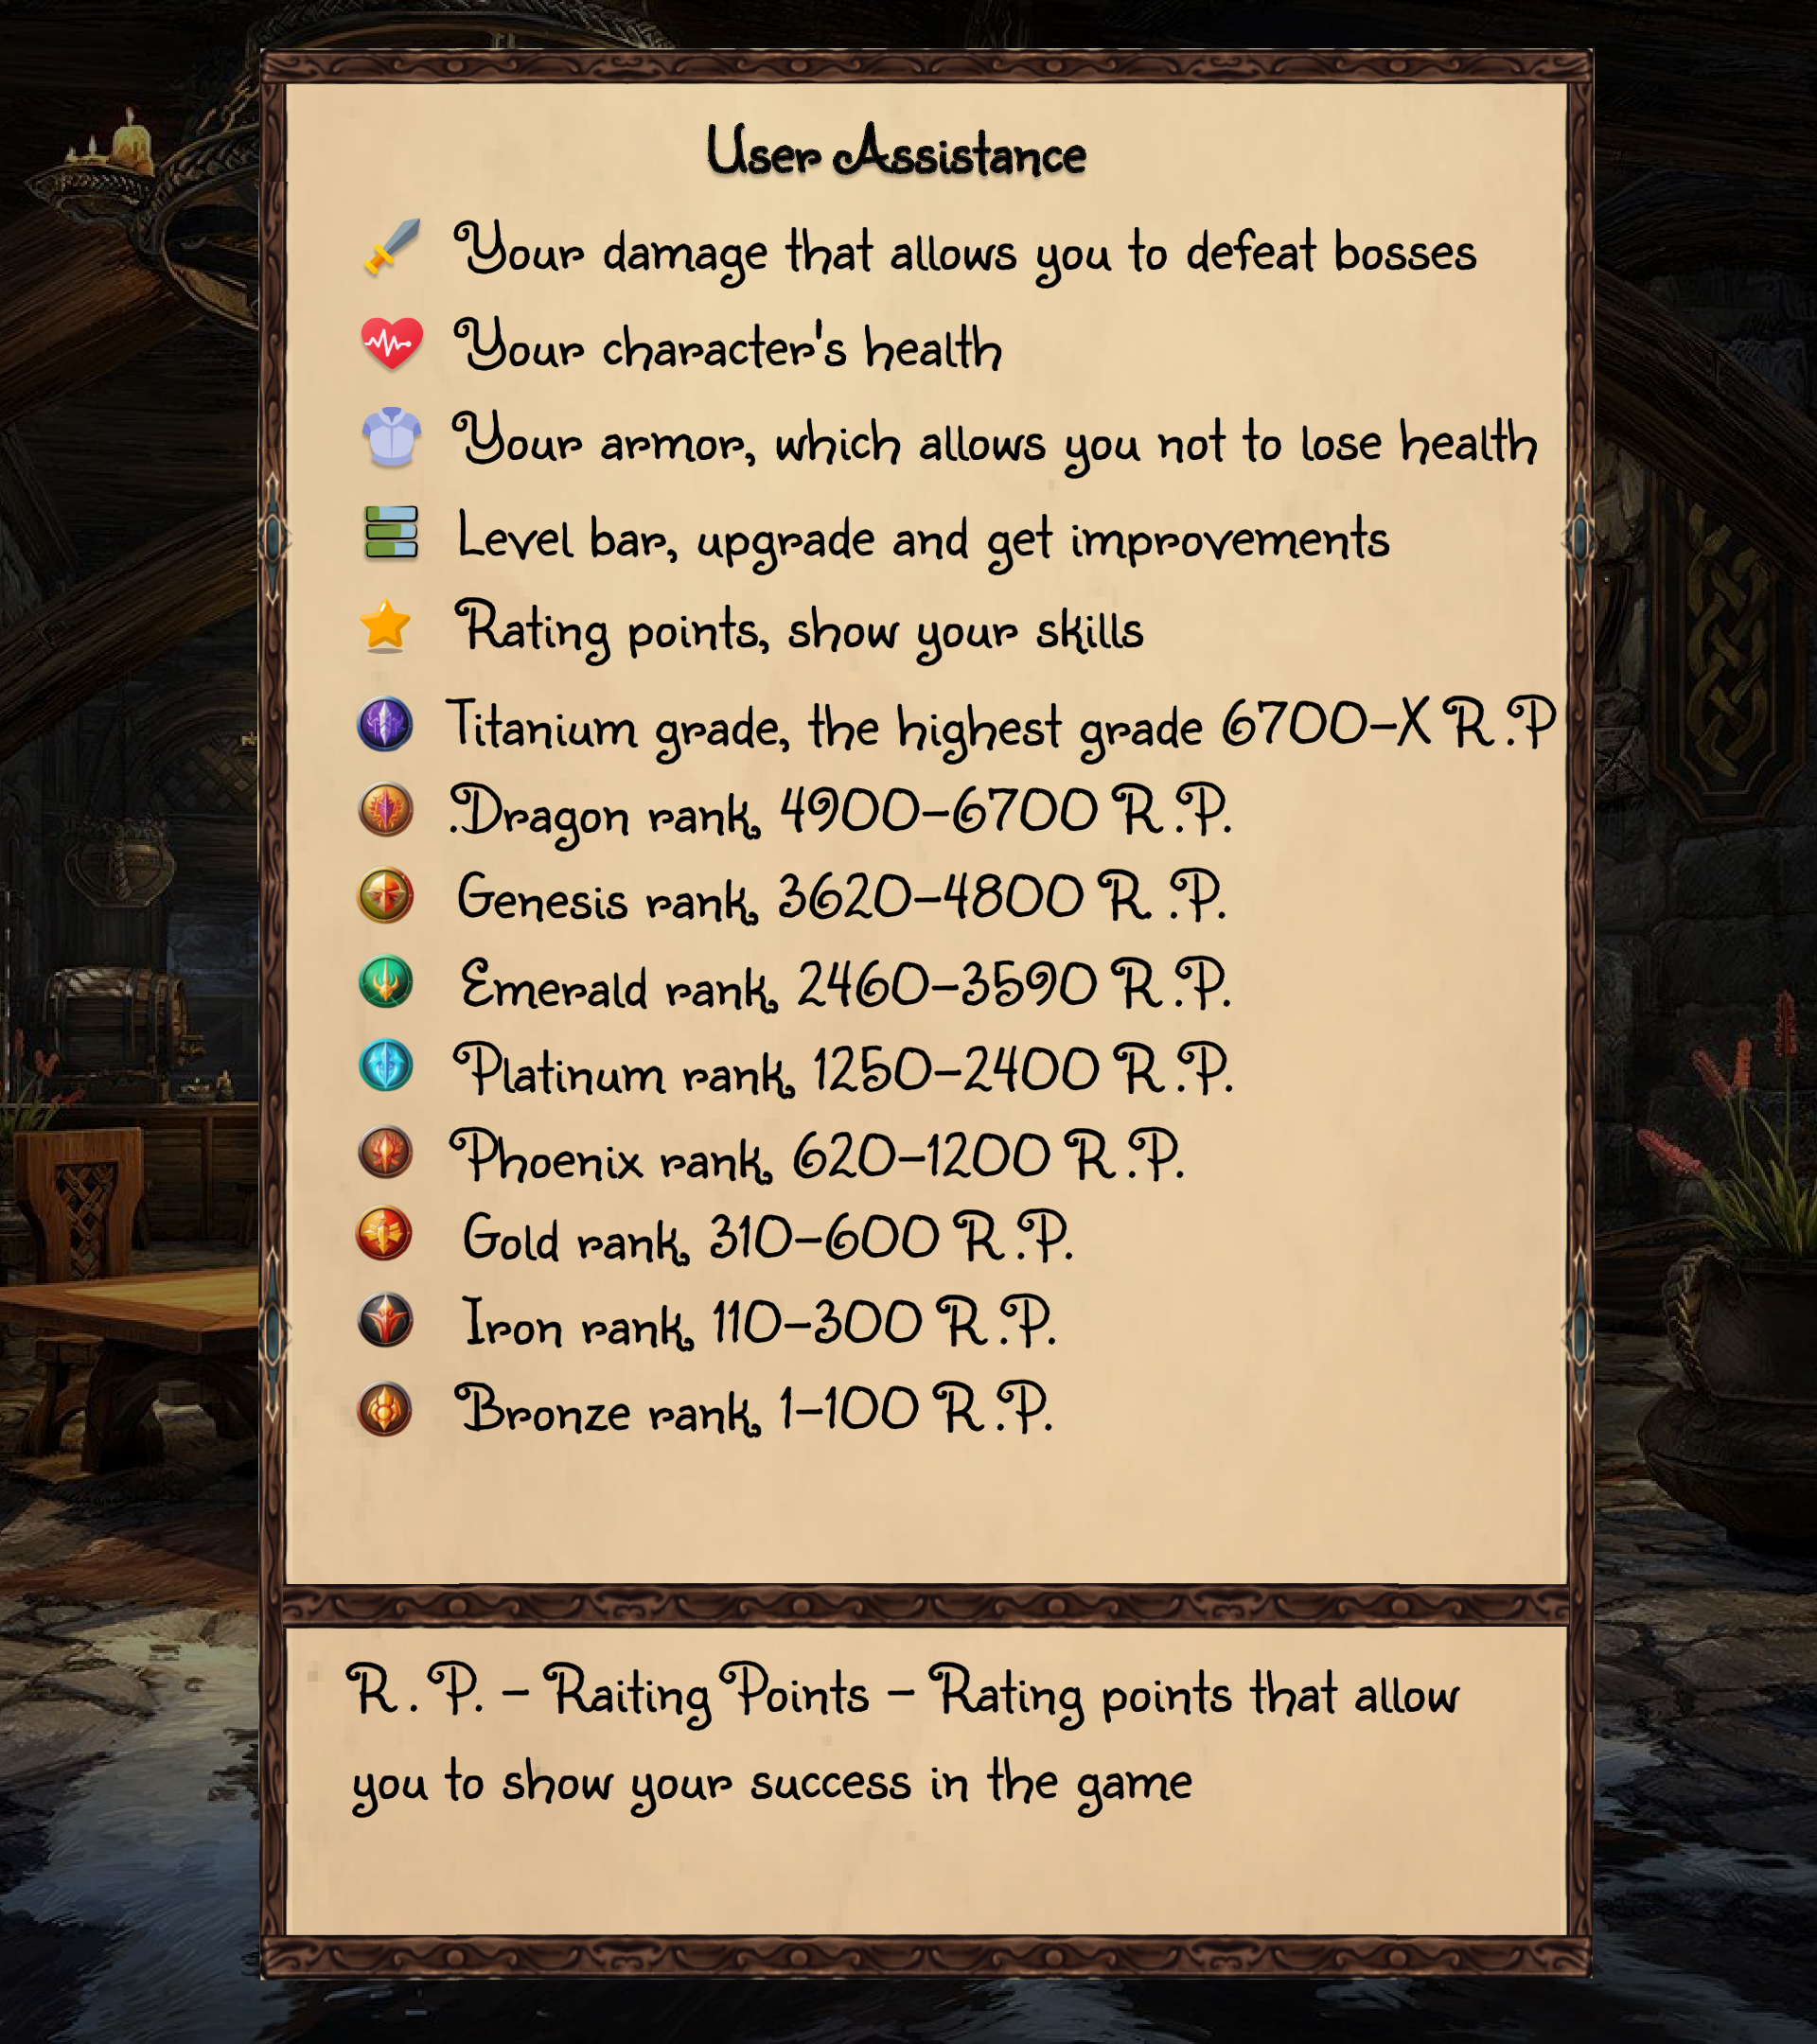 User Assistance
Your damage that allows you to defeat bosses
Your character's health
Your armor, which allows you not to lose health
Level bar, upgrade and get improvements
Rating points, show your skills
Titanium grade, the highest grade 6700-X R.P
.Dragon rank, 4900-6700 R.P.
Genesis rank, 3620-4800 R.P.
Emerald rank, 2460-3590 R.P.
Platinum rank, 1250-2400 R.P.
Phoenix rank, 620-1200 R.P.
Gold rank, 310-600 R.P.
Iron rank, 110-300 R.P.
Bronze rank, 1-100 R.P.
R.P. - Raiting Points - Rating points that allow
you to show your success in the game